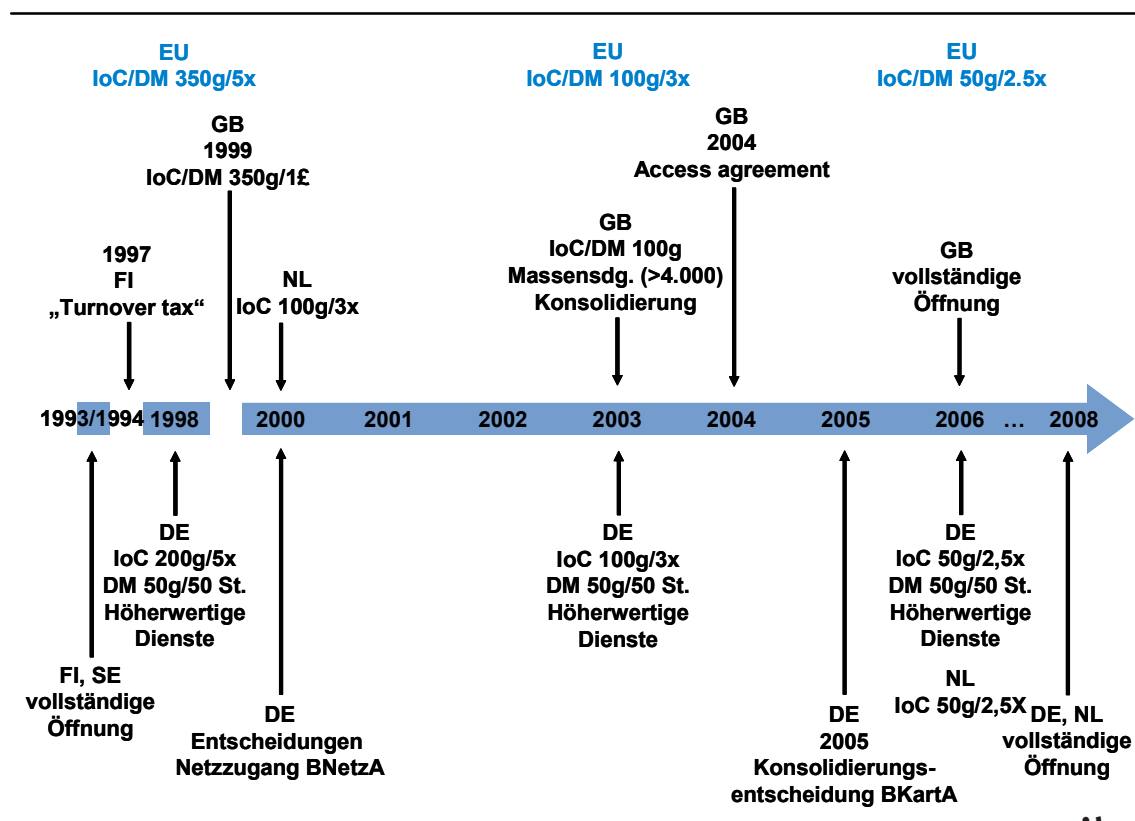 EU
IoC/DM 350g/5x
EU
IoC/DM 100g/3x
EU
IoC/DM 50g/2.5x
GB
1999
IoC/DM 350g/1£
GB
2004
Access agreement
1997
FI
„Turnover tax“
NL
IoC 100g/3x
GB
IoC/DM 100g
Massensdg. (>4.000)
Konsolidierung
GB
vollständige
Öffnung
1993/1994 1998 2000 2001 2002 2003 2004 2005 2006 … 2008
DE
IoC 200g/5x
DM 50g/50 St.
Höherwertige
Dienste
DE
IoC 100g/3x
DM 50g/50 St.
Höherwertige
Dienste
DE
IoC 50g/2,5x
DM 50g/50 St.
Höherwertige
Dienste
FI, SE
vollständige
Öffnung
DE
Entscheidungen
Netzzugang BNetzA
DE
2005
Konsolidierungs-
entscheidung BKartA
NL
IoC 50g/2,5X
DE, NL
vollständige
Öffnung